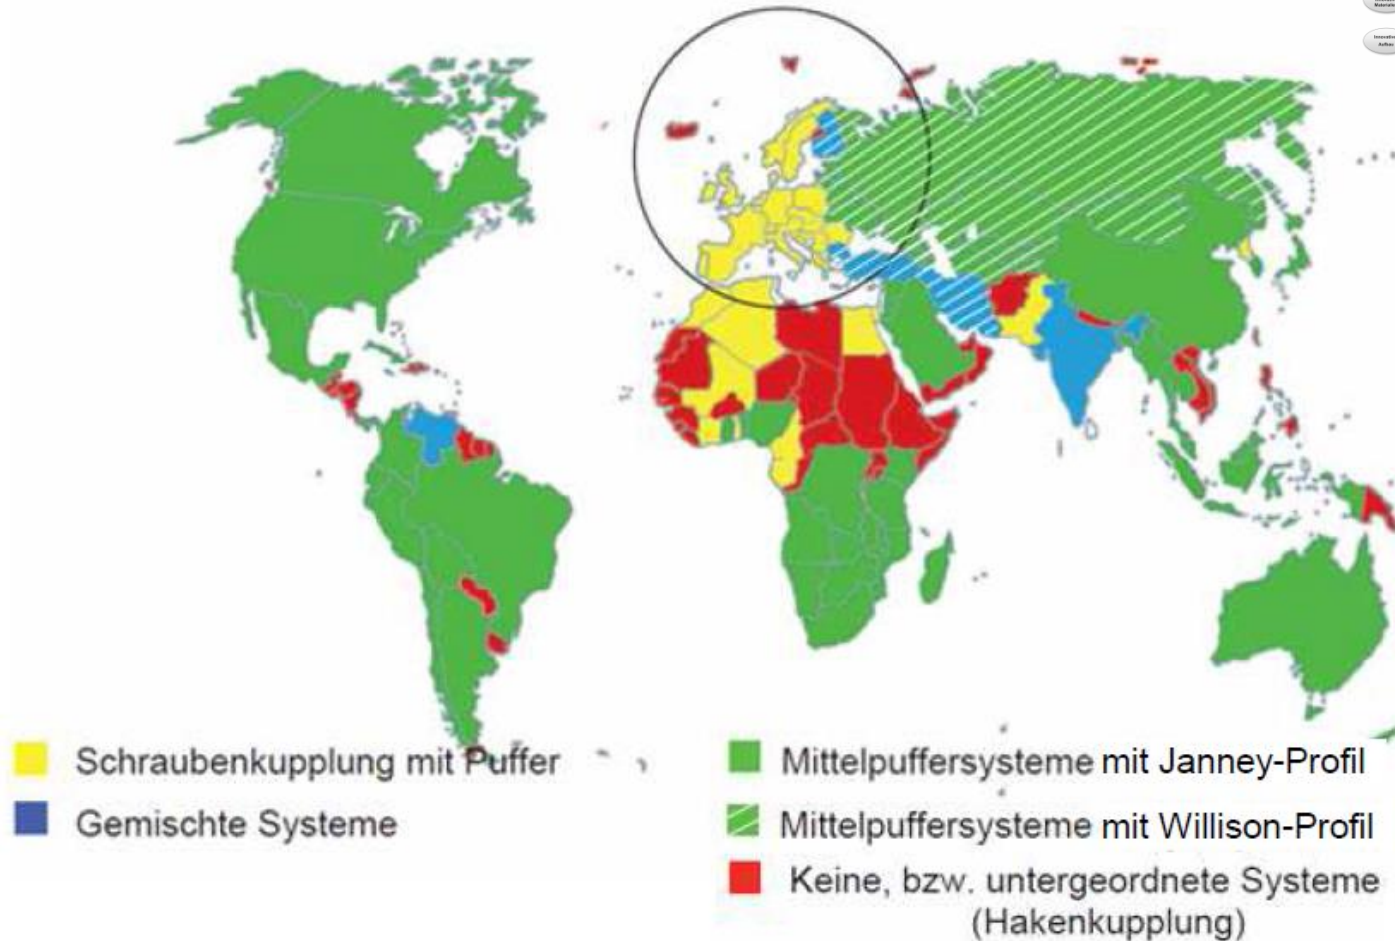 Schraubenkupplung mit Puffer
Gemischte Systeme
Mittelpuffersysteme mit Janney-Profil
Mittelpuffersysteme mit Willison-Profil
Keine, bzw. untergeordnete Systeme
(Hakenkupplung)